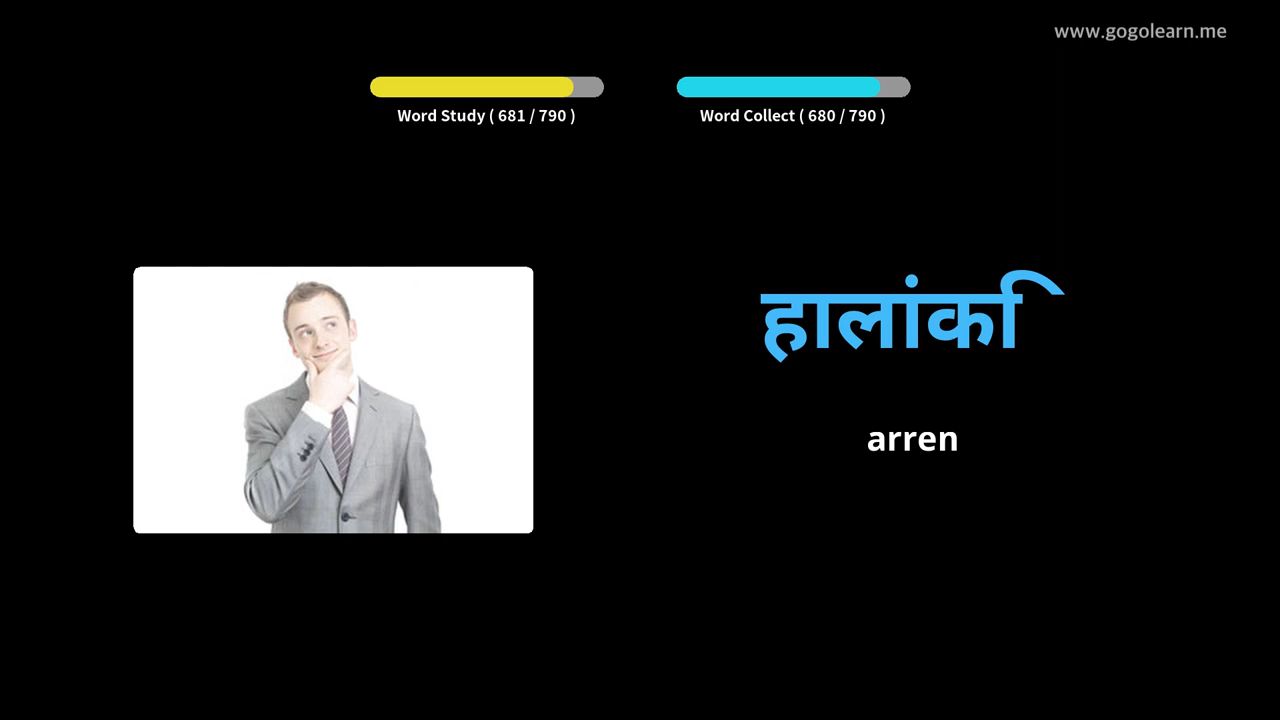 www.gogolearn.me
Word Study ( 681 / 790 )
Word Collect ( 680 / 790 )
हालांकि
arren